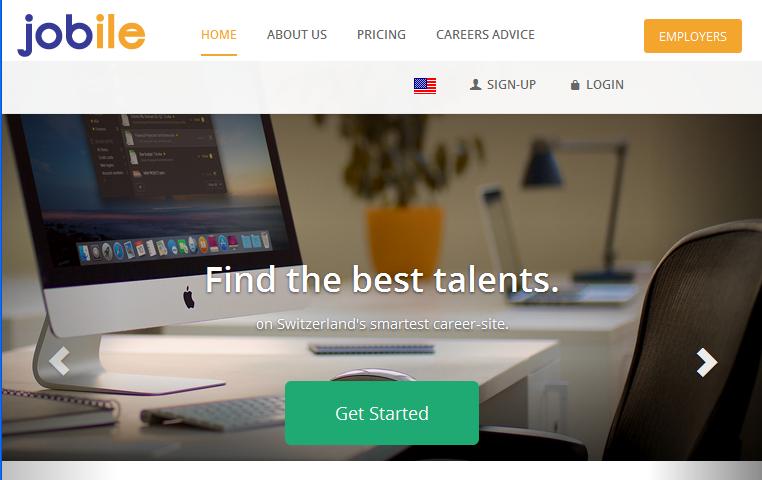 jobile
HOME ABOUT US PRICING CAREERS ADVICE EMPLOYERS
SIGN-UP LOGIN
Find the best talents.
on Switzerland's smartest career-site.
Get Started